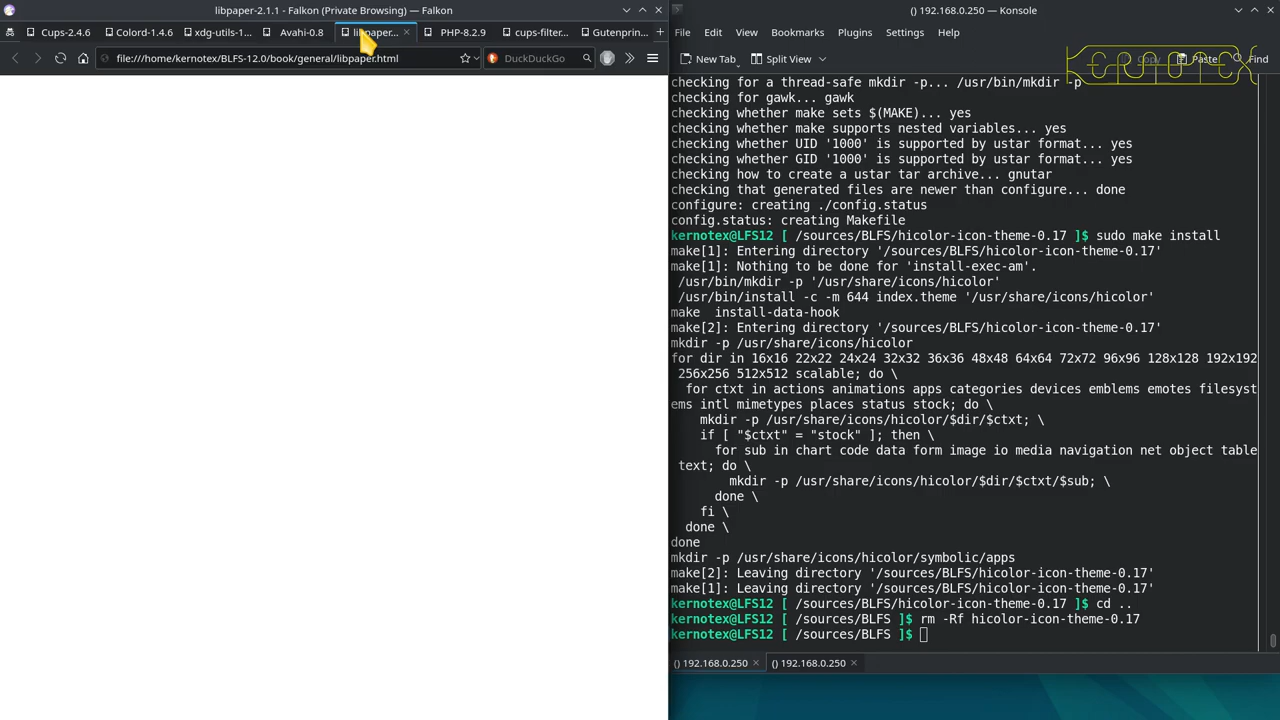 libpaper-2.1.1 - Falkon (Private Browsing) — Falkon
Cups-2.4.6
Colord-1.4.6
xdg-utils-1...
Avahi-0.8
libpaper...
PHP-8.2.9
cups-filter...
Gutenprin...
file:///home/kernotex/BLFS-12.0/book/general/libpaper.html
DuckDuckGo
() 192.168.0.250 — Konsole
File Edit View Bookmarks Plugins Settings Help
New Tab Split View Copy Paste Find
checking for a thread-safe mkdir -p... /usr/bin/mkdir -p
checking for gawk... gawk
checking whether make sets $(MAKE)... yes
checking whether make supports nested variables... yes
checking whether UID '1000' is supported by ustar format... yes
checking whether GID '1000' is supported by ustar format... yes
checking how to create a ustar tar archive... gnutar
checking that generated files are newer than configure... done
configure: creating ./config.status
config.status: creating Makefile
kernotex@LFS12 [ /sources/BLFS/hicolor-icon-theme-0.17 ]$ sudo make install
make[1]: Entering directory '/sources/BLFS/hicolor-icon-theme-0.17'
make[1]: Nothing to be done for 'install-exec-am'.
 /usr/bin/mkdir -p '/usr/share/icons/hicolor'
 /usr/bin/install -c -m 644 index.theme '/usr/share/icons/hicolor'
make  install-data-hook
make[2]: Entering directory '/sources/BLFS/hicolor-icon-theme-0.17'
mkdir -p /usr/share/icons/hicolor
for dir in 16x16 22x22 24x24 32x32 36x36 48x48 64x64 72x72 96x96 128x128 192x192
 256x256 512x512 scalable; do \
  for ctxt in actions animations apps categories devices emblems emotes filesyst
ems intl mimetypes places status stock; do \
    mkdir -p /usr/share/icons/hicolor/$dir/$ctxt; \
    if [ "$ctxt" = "stock" ]; then \
      for sub in chart code data form image io media navigation net object table
 text; do \
        mkdir -p /usr/share/icons/hicolor/$dir/$ctxt/$sub; \
      done \
    fi \
  done \
done
mkdir -p /usr/share/icons/hicolor/symbolic/apps
make[2]: Leaving directory '/sources/BLFS/hicolor-icon-theme-0.17'
make[1]: Leaving directory '/sources/BLFS/hicolor-icon-theme-0.17'
kernotex@LFS12 [ /sources/BLFS/hicolor-icon-theme-0.17 ]$ cd ..
kernotex@LFS12 [ /sources/BLFS ]$ rm -Rf hicolor-icon-theme-0.17
kernotex@LFS12 [ /sources/BLFS ]$
() 192.168.0.250
() 192.168.0.250